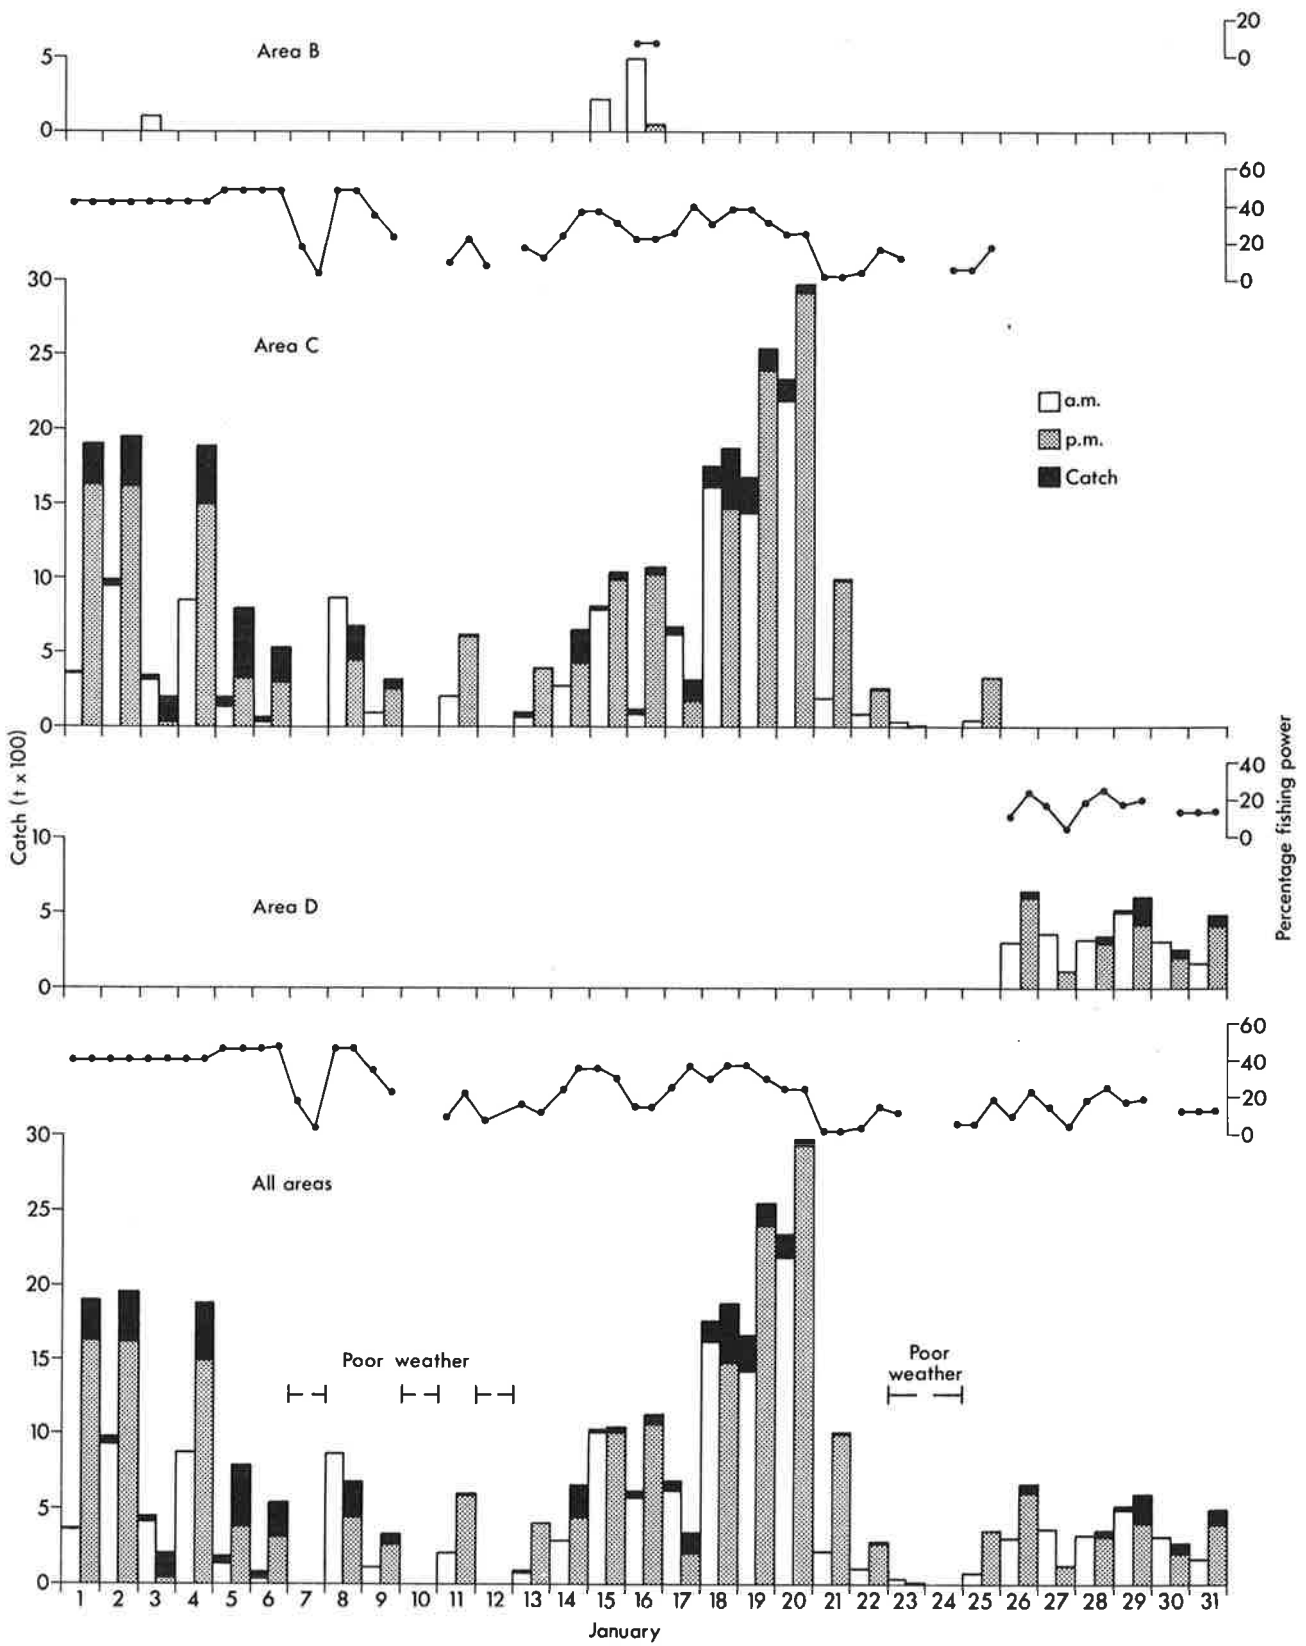 20
Area B
5
0
0
60
40
20
0
30
Area C
25
a.m.
20
p.m.
Catch
15
10
5
0
Catch (t x 100)
Percentage fishing power
40
20
0
10
Area D
5
0
60
40
20
0
30
All areas
25
20
Poor weather
Poor
weather
15
10
5
0
1 2 3 4 5 6 7 8 9 10 11 12 13 14 15 16 17 18 19 20 21 22 23 24 25 26 27 28 29 30 31
January